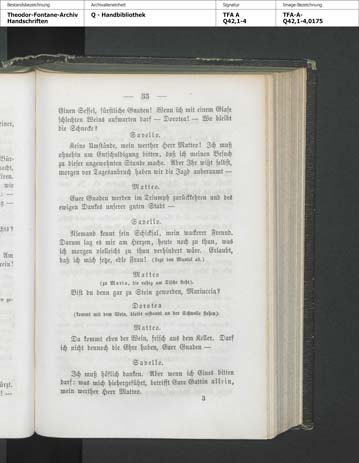 Bestandsbezeichnung
Archivalieneinheit
Signatur
Image-Bezeichnung
Theodor-Fontane-Archiv
Handschriften
Q - Handbibliothek
TFA A
Q42,1-4
TFA-A-
Q42,1-4,0175
— 33 —
Einen Sessel, fürstliche Gnaden! Wenn ich mit einem Glase
schlechten Weins aufwarten darf — Dorotea! — Wo bleibt
die Schnecke?
Savello.
Keine Umstände, mein werther Herr Matteo! Ich muß
ohnehin um Entschuldigung bitten, daß ich meinen Besuch
zu dieser ungewohnten Stunde mache. Aber Ihr wißt selbst,
morgen vor Tagesanbruch haben wir die Jagd anberaumt —
Matteo.
Euer Gnaden werden im Triumph zurückkehren und des
ewigen Dankes unserer guten Stadt —
Savello.
Niemand kennt sein Schicksal, mein wackerer Freund.
Darum lag es mir am Herzen, heute noch zu thun, was
ich morgen vielleicht zu thun verhindert wäre. Erlaubt,
daß ich mich setze, edle Frau! (legt den Mantel ab.)
Matteo
(zu Maria, die ruhig am Tische steht).
Bist du denn gar zu Stein geworden, Mariuccia?
Dorotea
(kommt mit dem Wein, bleibt erstaunt an der Schwelle stehen).
Matteo.
Da kommt eben der Wein, frisch aus dem Keller. Darf
ich nicht dennoch die Ehre haben, Euer Gnaden —
Savello.
Ich muß höflich danken. Aber wenn ich Eines bitten
darf: was mich hiehergeführt, betrifft Eure Gattin allein,
mein werther Herr Matteo.
3